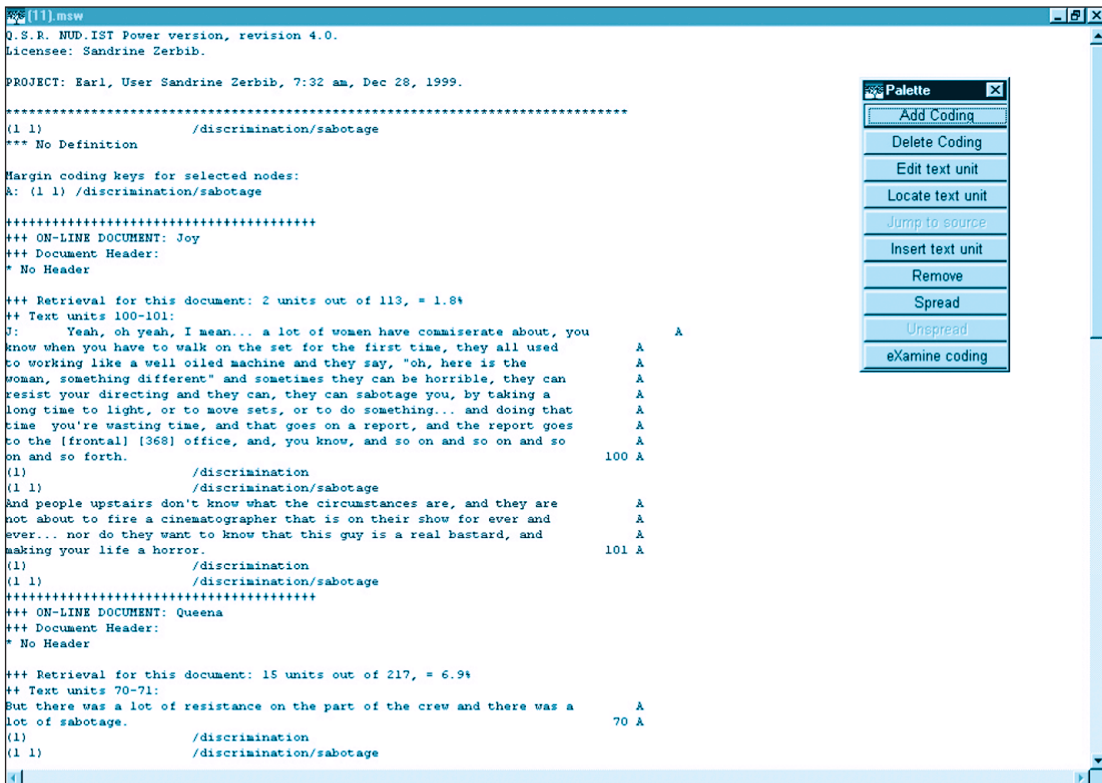 (11).msw
Q.S.R. NUD.IST Power version, revision 4.0.
Licensee: Sandrine Zerbib.
PROJECT: Earl, User Sandrine Zerbib, 7:32 am, Dec 28, 1999.
********************************************************************************
(1 1) /discrimination/sabotage
*** No Definition
Margin coding keys for selected nodes:
A: (1 1) /discrimination/sabotage
++++++++++++++++++++++++++++++++++++++++
+++ ON-LINE DOCUMENT: Joy
+++ Document Header:
* No Header
+++ Retrieval for this document: 2 units out of 113, = 1.8%
++ Text units 100-101:
J: Yeah, oh yeah, I mean... a lot of women have commiserate about, you A
know when you have to walk on the set for the first time, they all used A
to working like a well oiled machine and they say, "oh, here is the A
woman, something different" and sometimes they can be horrible, they can A
resist your directing and they can, they can sabotage you, by taking a A
long time to light, or to move sets, or to do something... and doing that A
time you're wasting time, and that goes on a report, and the report goes A
to the [frontal] [368] office, and, you know, and so on and so on and so A
on and so forth. 100 A
(1) /discrimination
(1 1) /discrimination/sabotage
And people upstairs don't know what the circumstances are, and they are A
not about to fire a cinematographer that is on their show for ever and A
ever... nor do they want to know that this guy is a real bastard, and A
making your life a horror. 101 A
(1) /discrimination
(1 1) /discrimination/sabotage
++++++++++++++++++++++++++++++++++++++++
+++ ON-LINE DOCUMENT: Queena
+++ Document Header:
* No Header
+++ Retrieval for this document: 15 units out of 217, = 6.9%
++ Text units 70-71:
But there was a lot of resistance on the part of the crew and there was a A
lot of sabotage. 70 A
(1) /discrimination
(1 1) /discrimination/sabotage
Palette
Add Coding
Delete Coding
Edit text unit
Locate text unit
Jump to source
Insert text unit
Remove
Spread
Unspread
eXamine coding